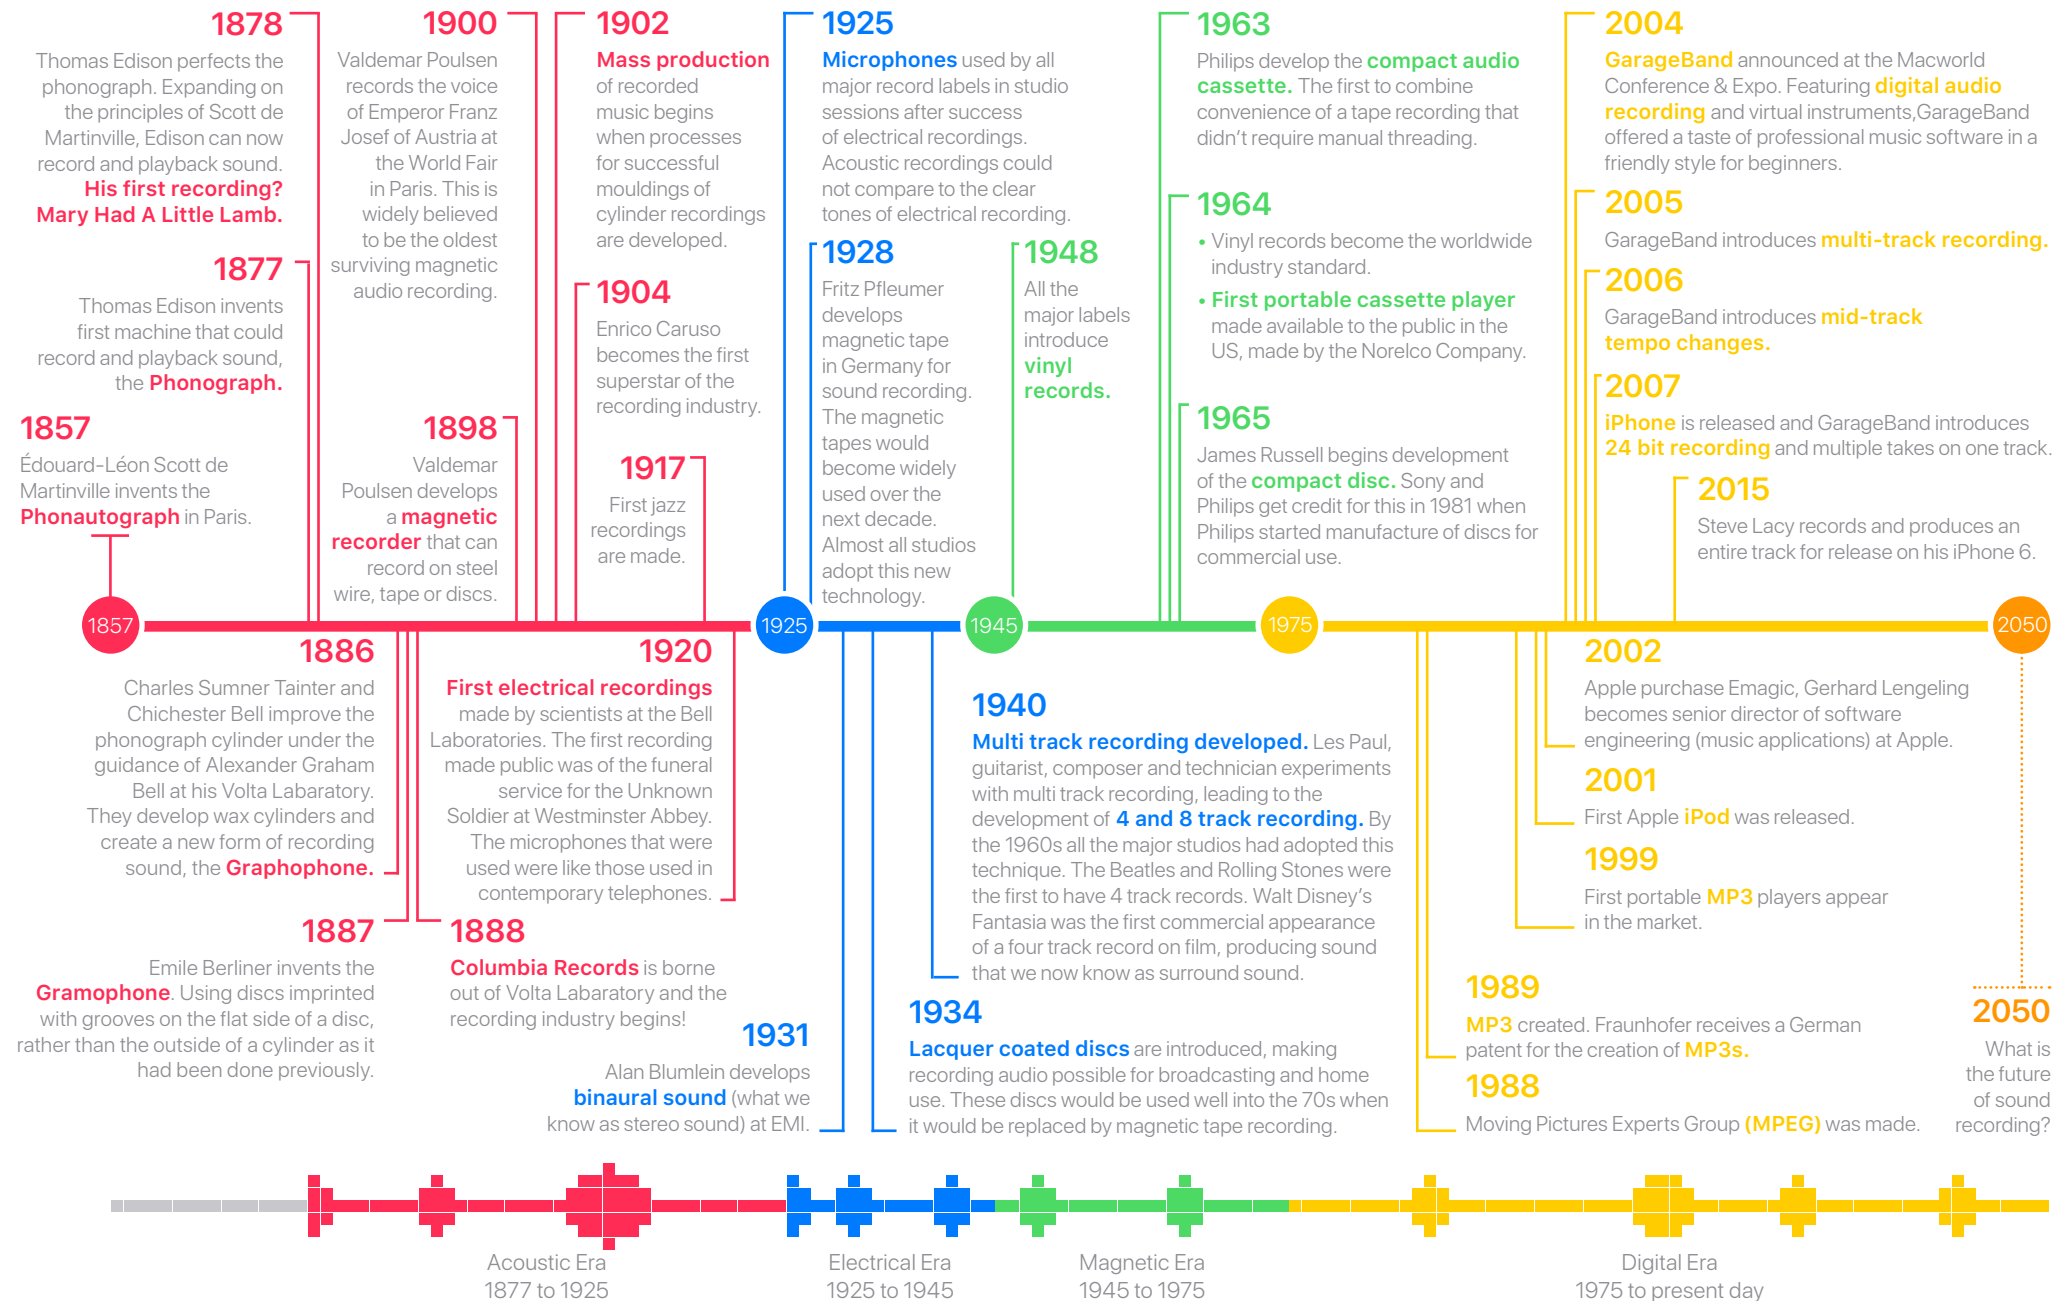 1878
Thomas Edison perfects the
phonograph. Expanding on
the principles of Scott de
Martinville, Edison can now
record and playback sound.
His first recording?
Mary Had A Little Lamb.
1877
Thomas Edison invents
first machine that could
record and playback sound,
the Phonograph.
1857
Édouard-Léon Scott de
Martinville invents the
Phonautograph in Paris.
1900
Valdemar Poulsen
records the voice
of Emperor Franz
Josef of Austria at
the World Fair
in Paris. This is
widely believed
to be the oldest
surviving magnetic
audio recording.
1898
Valdemar
Poulsen develops
a magnetic
recorder that can
record on steel
wire, tape or discs.
1902
Mass production
of recorded
music begins
when processes
for successful
mouldings of
cylinder recordings
are developed.
1904
Enrico Caruso
becomes the first
superstar of the
recording industry.
1917
First jazz
recordings
are made.
1925
Microphones used by all
major record labels in studio
sessions after success
of electrical recordings.
Acoustic recordings could
not compare to the clear
tones of electrical recording.
1928
Fritz Pfleumer
develops
magnetic tape
in Germany for
sound recording.
The magnetic
tapes would
become widely
used over the
next decade.
Almost all studios
adopt this new
technology.
1948
All the
major labels
introduce
vinyl
records.
1963
Philips develop the compact audio
cassette. The first to combine
convenience of a tape recording that
didn't require manual threading.
1964
• Vinyl records become the worldwide
industry standard.
• First portable cassette player
made available to the public in the
US, made by the Norelco Company.
1965
James Russell begins development
of the compact disc. Sony and
Philips get credit for this in 1981 when
Philips started manufacture of discs for
commercial use.
2004
GarageBand announced at the Macworld
Conference & Expo. Featuring digital audio
recording and virtual instruments,GarageBand
offered a taste of professional music software in a
friendly style for beginners.
2005
GarageBand introduces multi-track recording.
2006
GarageBand introduces mid-track
tempo changes.
2007
iPhone is released and GarageBand introduces
24 bit recording and multiple takes on one track.
2015
Steve Lacy records and produces an
entire track for release on his iPhone 6.
1857
1925
1945
1975
2050
1886
Charles Sumner Tainter and
Chichester Bell improve the
phonograph cylinder under the
guidance of Alexander Graham
Bell at his Volta Labaratory.
They develop wax cylinders and
create a new form of recording
sound, the Graphophone.
1887
Emile Berliner invents the
Gramophone. Using discs imprinted
with grooves on the flat side of a disc,
rather than the outside of a cylinder as it
had been done previously.
1920
First electrical recordings
made by scientists at the Bell
Laboratories. The first recording
made public was of the funeral
service for the Unknown
Soldier at Westminster Abbey.
The microphones that were
used were like those used in
contemporary telephones.
1888
Columbia Records is borne
out of Volta Labaratory and the
recording industry begins!
1931
Alan Blumlein develops
binaural sound (what we
know as stereo sound) at EMI.
1940
Multi track recording developed. Les Paul,
guitarist, composer and technician experiments
with multi track recording, leading to the
development of 4 and 8 track recording. By
the 1960s all the major studios had adopted this
technique. The Beatles and Rolling Stones were
the first to have 4 track records. Walt Disney's
Fantasia was the first commercial appearance
of a four track record on film, producing sound
that we now know as surround sound.
1934
Lacquer coated discs are introduced, making
recording audio possible for broadcasting and home
use. These discs would be used well into the 70s when
it would be replaced by magnetic tape recording.
2002
Apple purchase Emagic, Gerhard Lengeling
becomes senior director of software
engineering (music applications) at Apple.
2001
First Apple iPod was released.
1999
First portable MP3 players appear
in the market.
1989
MP3 created. Fraunhofer receives a German
patent for the creation of MP3s.
1988
Moving Pictures Experts Group (MPEG) was made.
2050
What is
the future
of sound
recording?
Acoustic Era
1877 to 1925
Electrical Era
1925 to 1945
Magnetic Era
1945 to 1975
Digital Era
1975 to present day